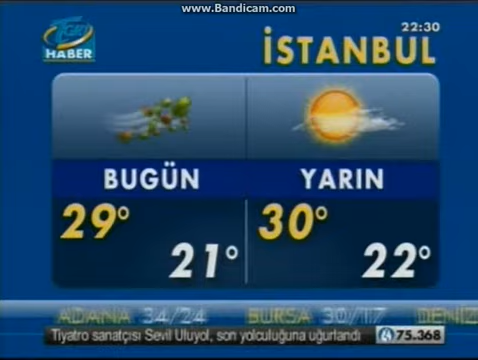 www.Bandicam.com
22:30
TGRT
HABER
İSTANBUL
BUGÜN
YARIN
29°
21°
30°
22°
ADANA 34/24 BURSA 30/17 DENİZ
Tiyatro sanatçısı Sevil Uluyol, son yolculuğuna uğurlandı
75.368